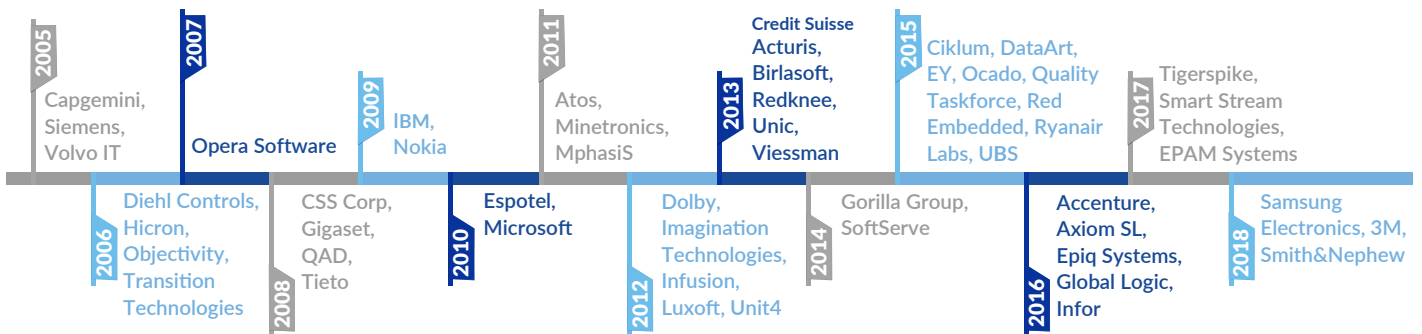 2005
Capgemini,
Siemens,
Volvo IT
2006
Diehl Controls,
Hicron,
Objectivity,
Transition
Technologies
2007
Opera Software
2008
CSS Corp,
Gigaset,
QAD,
Tieto
2009
IBM,
Nokia
2010
Espotel,
Microsoft
2011
Atos,
Minetronics,
MphasiS
2012
Dolby,
Imagination
Technologies,
Infusion,
Luxoft, Unit4
2013
Credit Suisse
Acturis,
Birlasoft,
Redknee,
Unic,
Viessman
2014
Gorilla Group,
SoftServe
2015
Ciklum, DataArt,
EY, Ocado, Quality
Taskforce, Red
Embedded, Ryanair
Labs, UBS
2016
Accenture,
Axiom SL,
Epiq Systems,
Global Logic,
Infor
2017
Tigerspike,
Smart Stream
Technologies,
EPAM Systems
2018
Samsung
Electronics, 3M,
Smith&Nephew